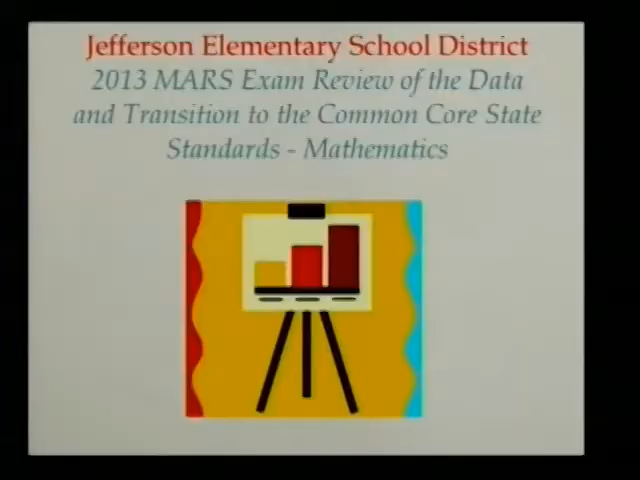 Jefferson Elementary School District
2013 MARS Exam Review of the Data
and Transition to the Common Core State
Standards - Mathematics